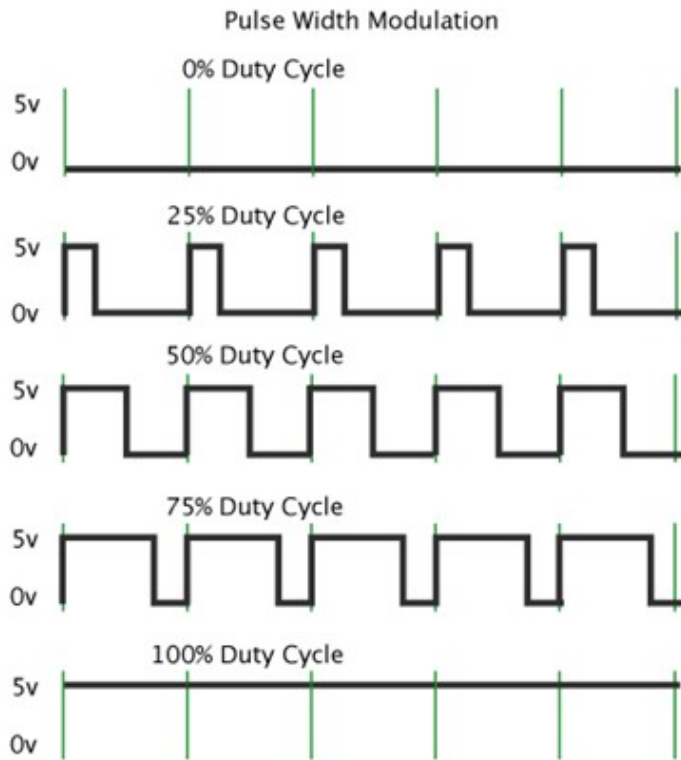 Pulse Width Modulation
0% Duty Cycle
5v
0v
25% Duty Cycle
5v
0v
50% Duty Cycle
5v
0v
75% Duty Cycle
5v
0v
100% Duty Cycle
5v
0v